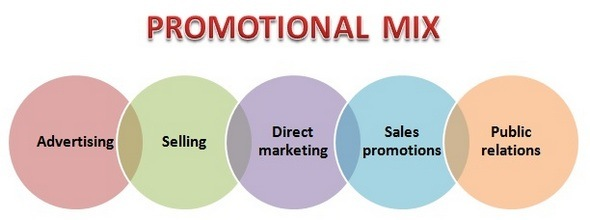 PROMOTIONAL MIX
Advertising
Selling
Direct
marketing
Sales
promotions
Public
relations